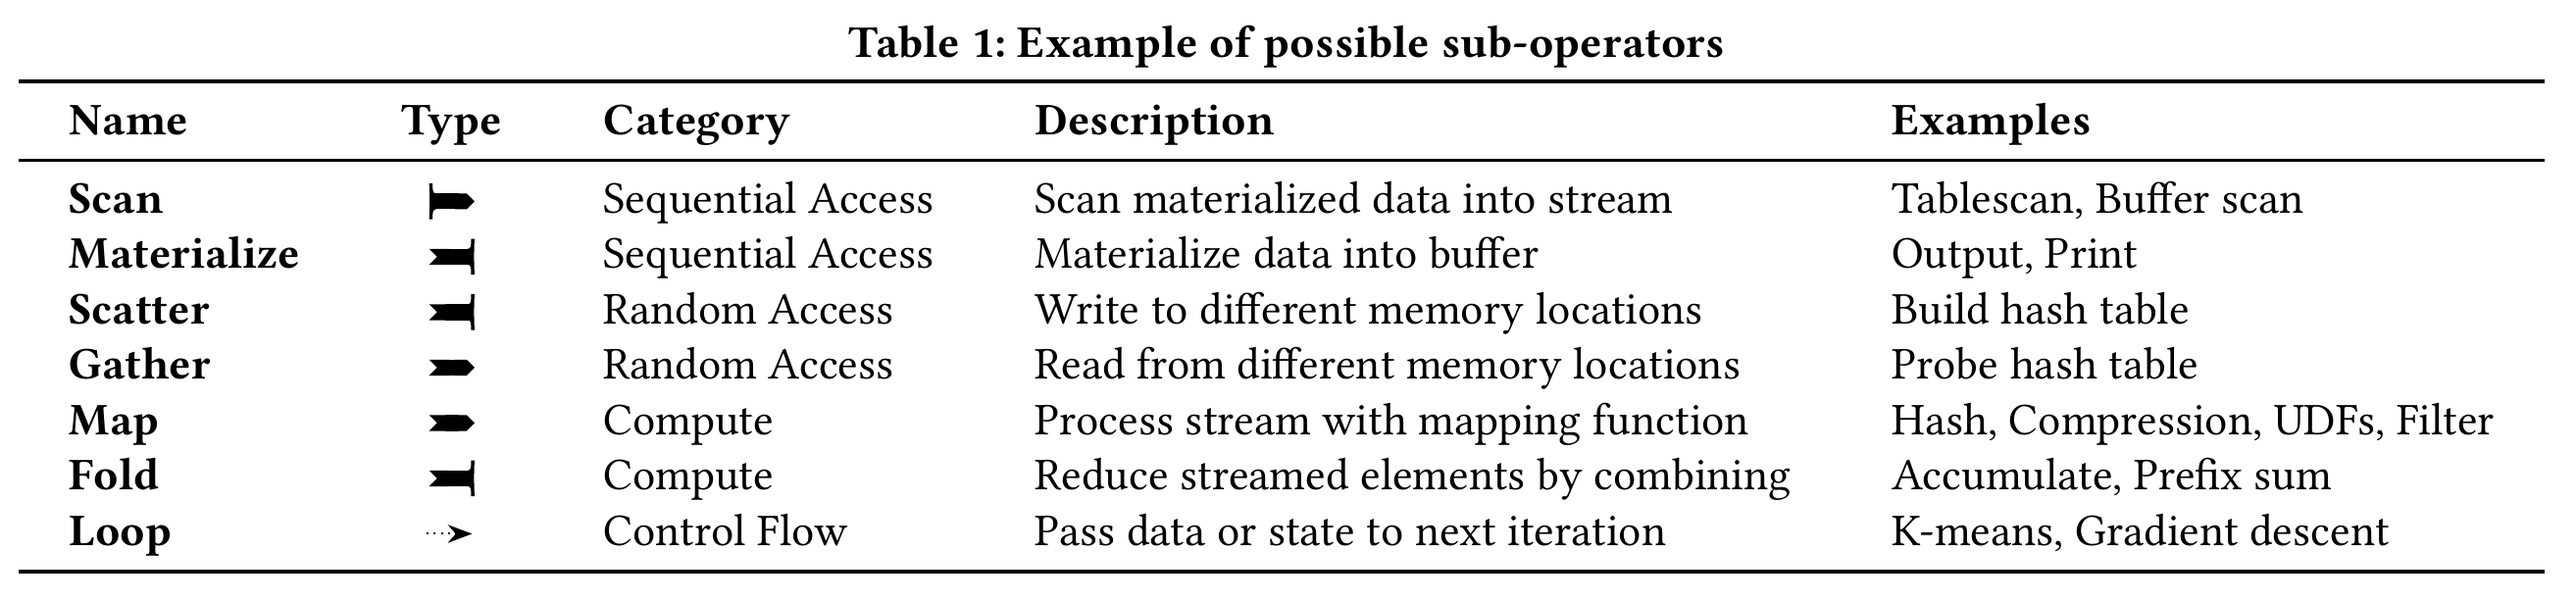 Table 1: Example of possible sub-operators
Name Type Category Description Examples
Scan Sequential Access Scan materialized data into stream Tablescan, Buffer scan
Materialize Sequential Access Materialize data into buffer Output, Print
Scatter Random Access Write to different memory locations Build hash table
Gather Random Access Read from different memory locations Probe hash table
Map Compute Process stream with mapping function Hash, Compression, UDFs, Filter
Fold Compute Reduce streamed elements by combining Accumulate, Prefix sum
Loop Control Flow Pass data or state to next iteration K-means, Gradient descent